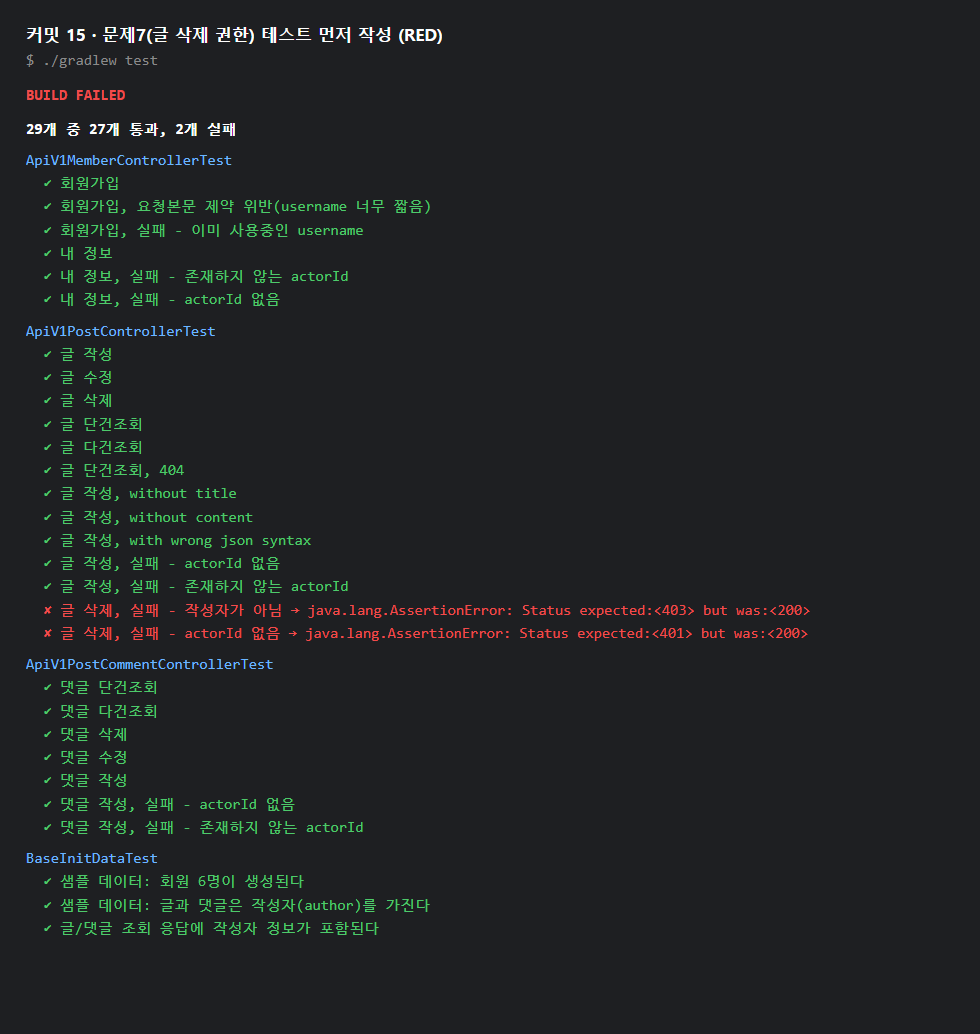 커밋 15 · 문제7(글 삭제 권한) 테스트 먼저 작성 (RED)
$ ./gradlew test
BUILD FAILED
29개 중 27개 통과, 2개 실패
ApiV1MemberControllerTest
✔ 회원가입
✔ 회원가입, 요청본문 제약 위반(username 너무 짧음)
✔ 회원가입, 실패 - 이미 사용중인 username
✔ 내 정보
✔ 내 정보, 실패 - 존재하지 않는 actorId
✔ 내 정보, 실패 - actorId 없음
ApiV1PostControllerTest
✔ 글 작성
✔ 글 수정
✔ 글 삭제
✔ 글 단건조회
✔ 글 다건조회
✔ 글 단건조회, 404
✔ 글 작성, without title
✔ 글 작성, without content
✔ 글 작성, with wrong json syntax
✔ 글 작성, 실패 - actorId 없음
✔ 글 작성, 실패 - 존재하지 않는 actorId
✘ 글 삭제, 실패 - 작성자가 아님 → java.lang.AssertionError: Status expected:<403> but was:<200>
✘ 글 삭제, 실패 - actorId 없음 → java.lang.AssertionError: Status expected:<401> but was:<200>
ApiV1PostCommentControllerTest
✔ 댓글 단건조회
✔ 댓글 다건조회
✔ 댓글 삭제
✔ 댓글 수정
✔ 댓글 작성
✔ 댓글 작성, 실패 - actorId 없음
✔ 댓글 작성, 실패 - 존재하지 않는 actorId
BaseInitDataTest
✔ 샘플 데이터: 회원 6명이 생성된다
✔ 샘플 데이터: 글과 댓글은 작성자(author)를 가진다
✔ 글/댓글 조회 응답에 작성자 정보가 포함된다